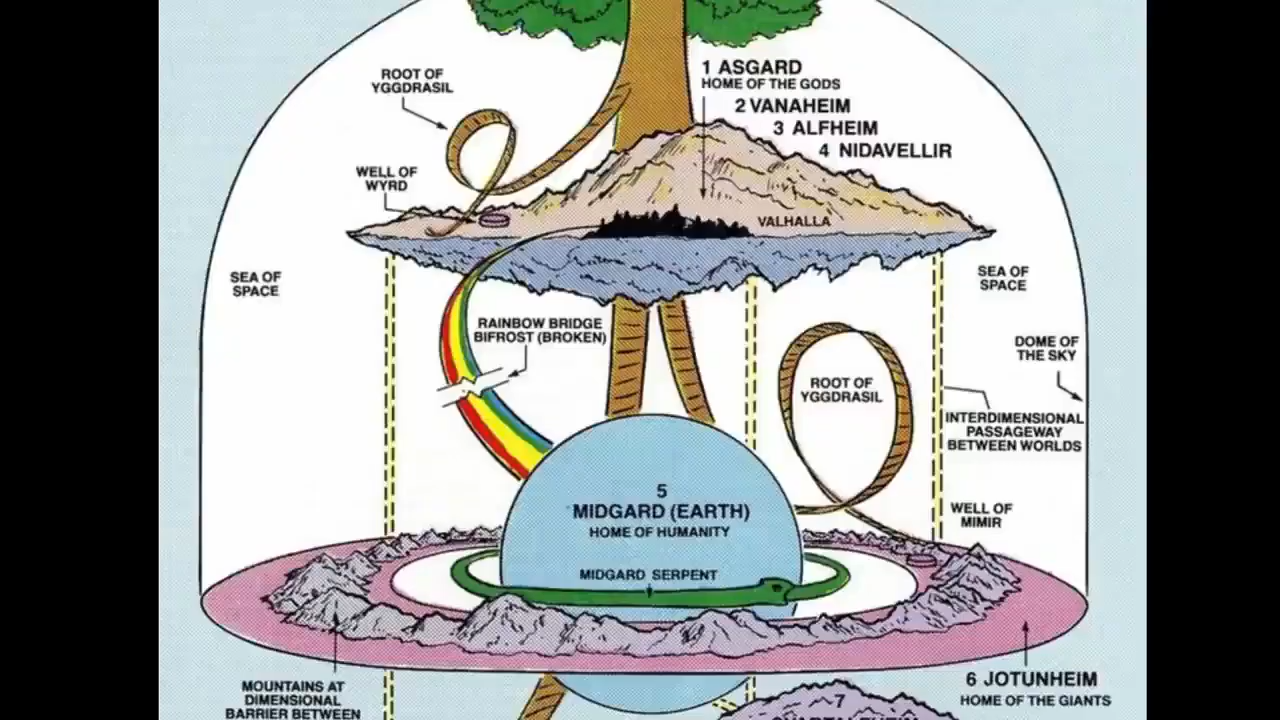 ROOT OF
YGGDRASIL
1 ASGARD
HOME OF THE GODS
2 VANAHEIM
3 ALFHEIM
4 NIDAVELLIR
WELL OF
WYRD
VALHALLA
SEA OF
SPACE
SEA OF
SPACE
RAINBOW BRIDGE
BIFROST (BROKEN)
DOME OF
THE SKY
ROOT OF
YGGDRASIL
INTERDIMENSIONAL
PASSAGEWAY
BETWEEN WORLDS
5
MIDGARD (EARTH)
HOME OF HUMANITY
WELL OF
MIMIR
MIDGARD SERPENT
6 JOTUNHEIM
HOME OF THE GIANTS
MOUNTAINS AT
DIMENSIONAL
BARRIER BETWEEN
7